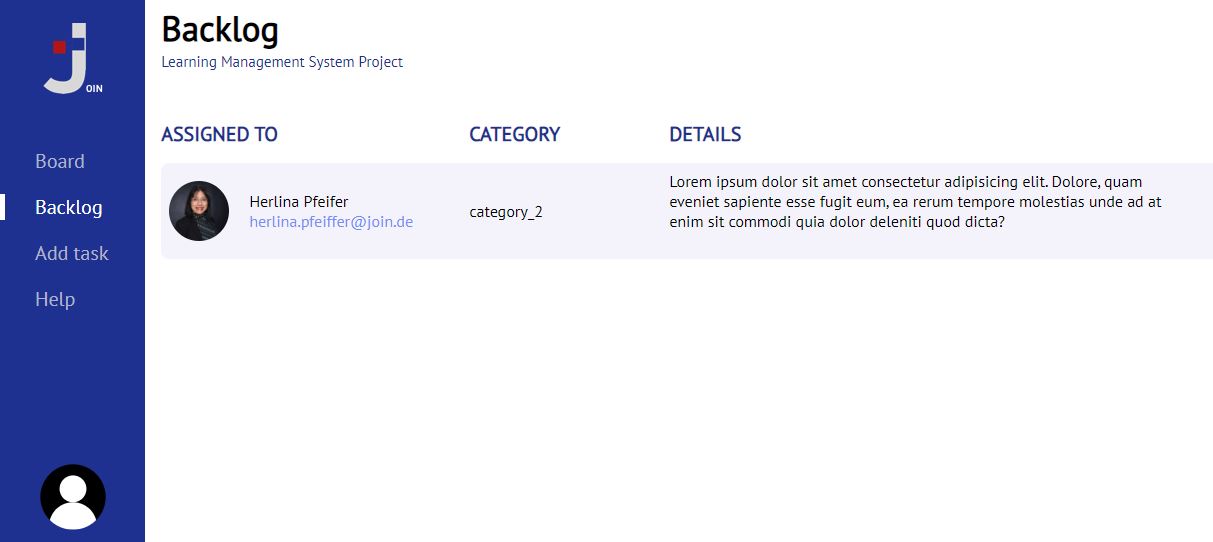 Backlog
Learning Management System Project
JOIN
Board
Backlog
Add task
Help
ASSIGNED TO CATEGORY DETAILS
Herlina Pfeifer
herlina.pfeiffer@join.de
category_2
Lorem ipsum dolor sit amet consectetur adipisicing elit. Dolore, quam
eveniet sapiente esse fugit eum, ea rerum tempore molestias unde ad at
enim sit commodi quia dolor deleniti quod dicta?